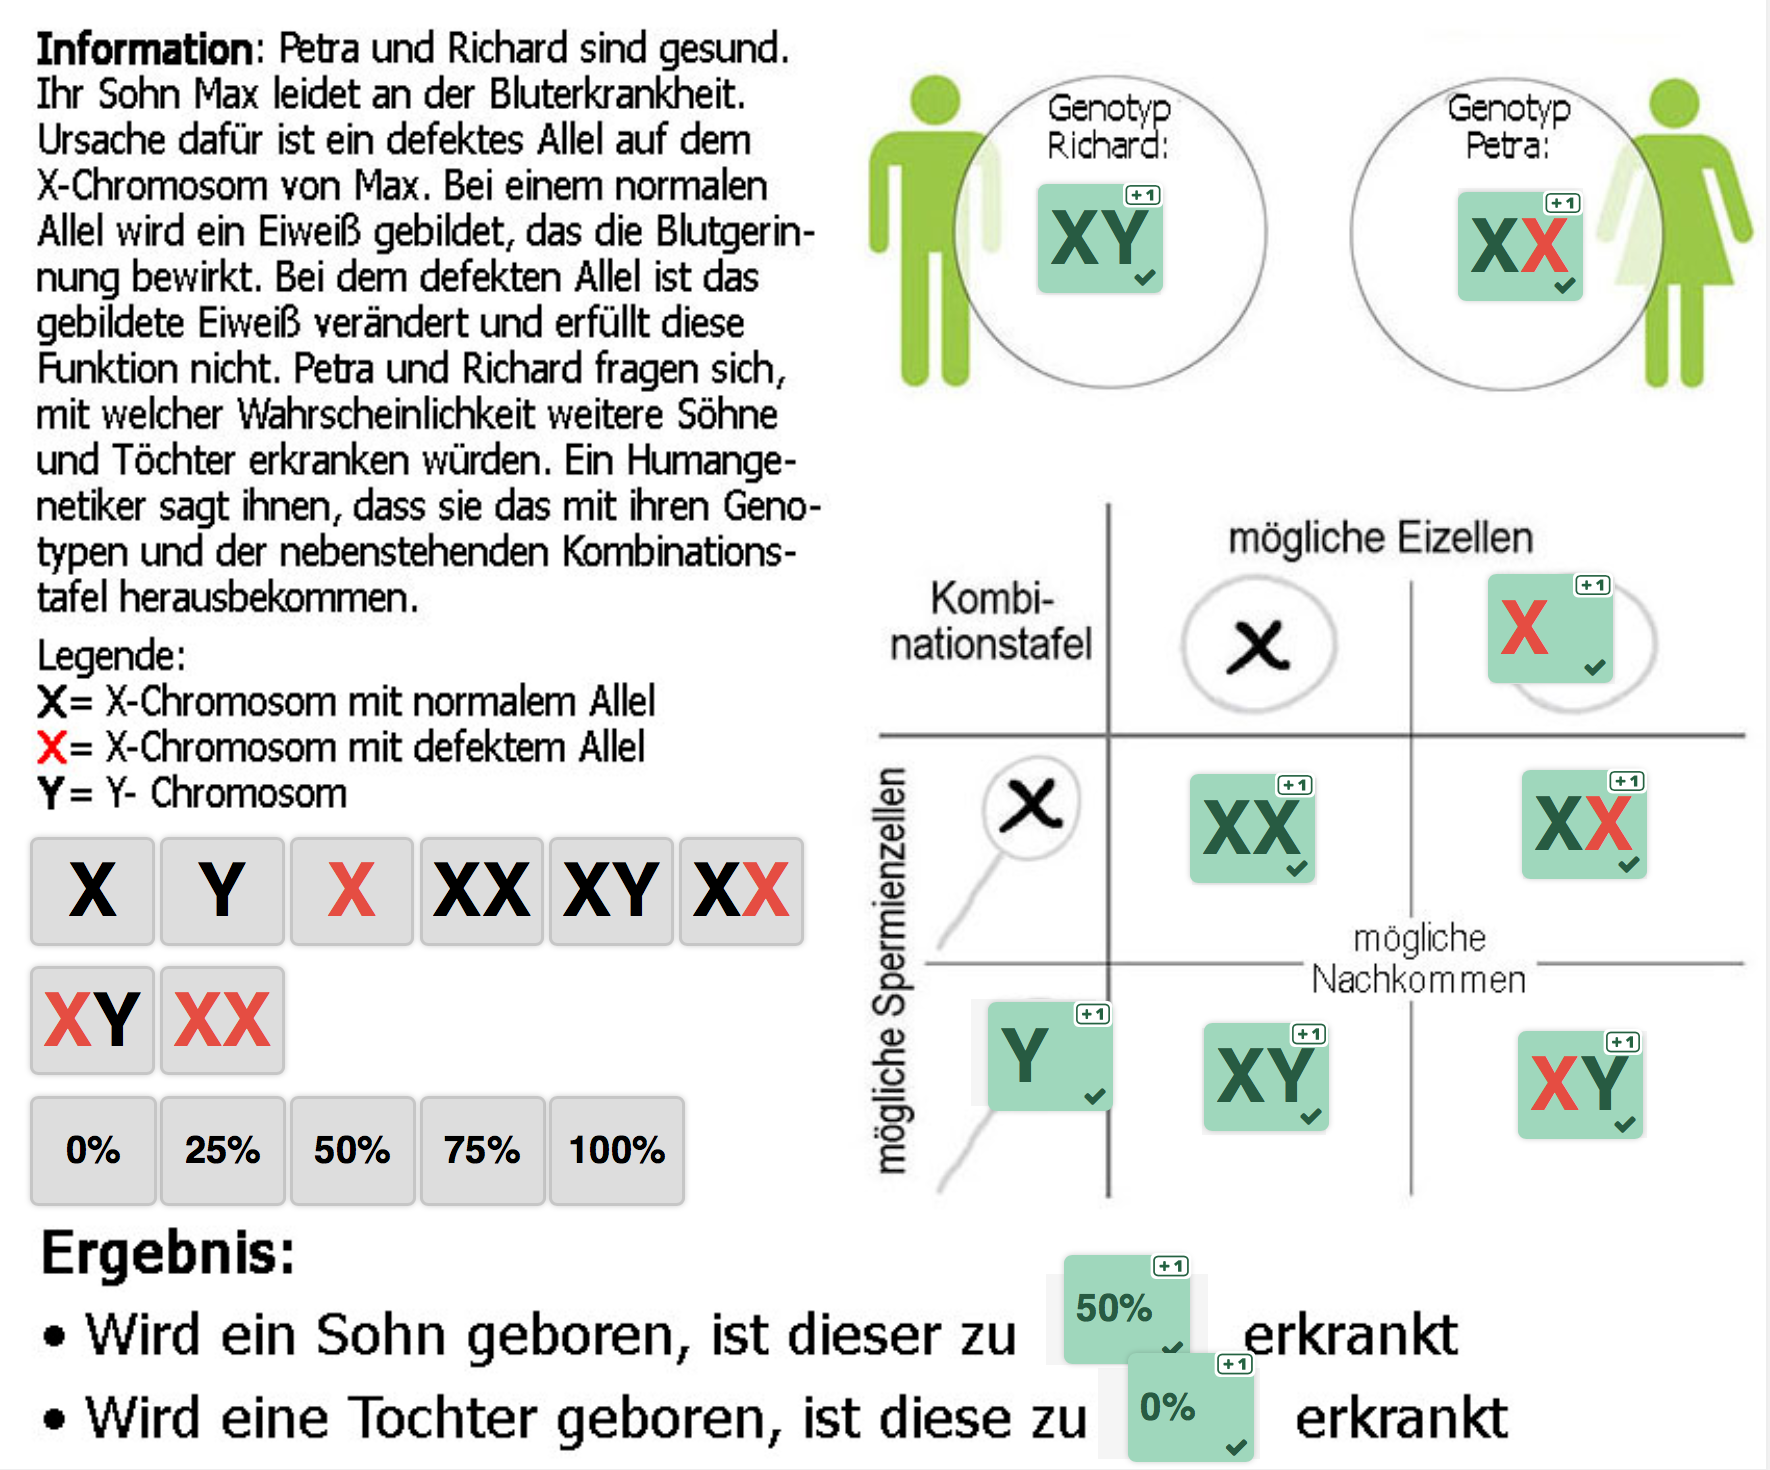 Information: Petra und Richard sind gesund.
Ihr Sohn Max leidet an der Bluterkrankheit.
Ursache dafür ist ein defektes Allel auf dem
X-Chromosom von Max. Bei einem normalen
Allel wird ein Eiweiß gebildet, das die Blutgerin-
nung bewirkt. Bei dem defekten Allel ist das
gebildete Eiweiß verändert und erfüllt diese
Funktion nicht. Petra und Richard fragen sich,
mit welcher Wahrscheinlichkeit weitere Söhne
und Töchter erkranken würden. Ein Humange-
netiker sagt ihnen, dass sie das mit ihren Geno-
typen und der nebenstehenden Kombinations-
tafel herausbekommen.
Legende:
X= X-Chromosom mit normalem Allel
X= X-Chromosom mit defektem Allel
Y= Y- Chromosom
X Y X XX XY XX
XY XX
0% 25% 50% 75% 100%
Genotyp
Richard:
+1
XY
Genotyp
Petra:
+1
XX
Kombi-
nationstafel
mögliche Eizellen
X
+1
X
mögliche Spermienzellen
X
+1
XX
+1
XX
mögliche
Nachkommen
+1
Y
+1
XY
+1
XY
Ergebnis:
• Wird ein Sohn geboren, ist dieser zu 50% +1 erkrankt
• Wird eine Tochter geboren, ist diese zu 0% +1 erkrankt